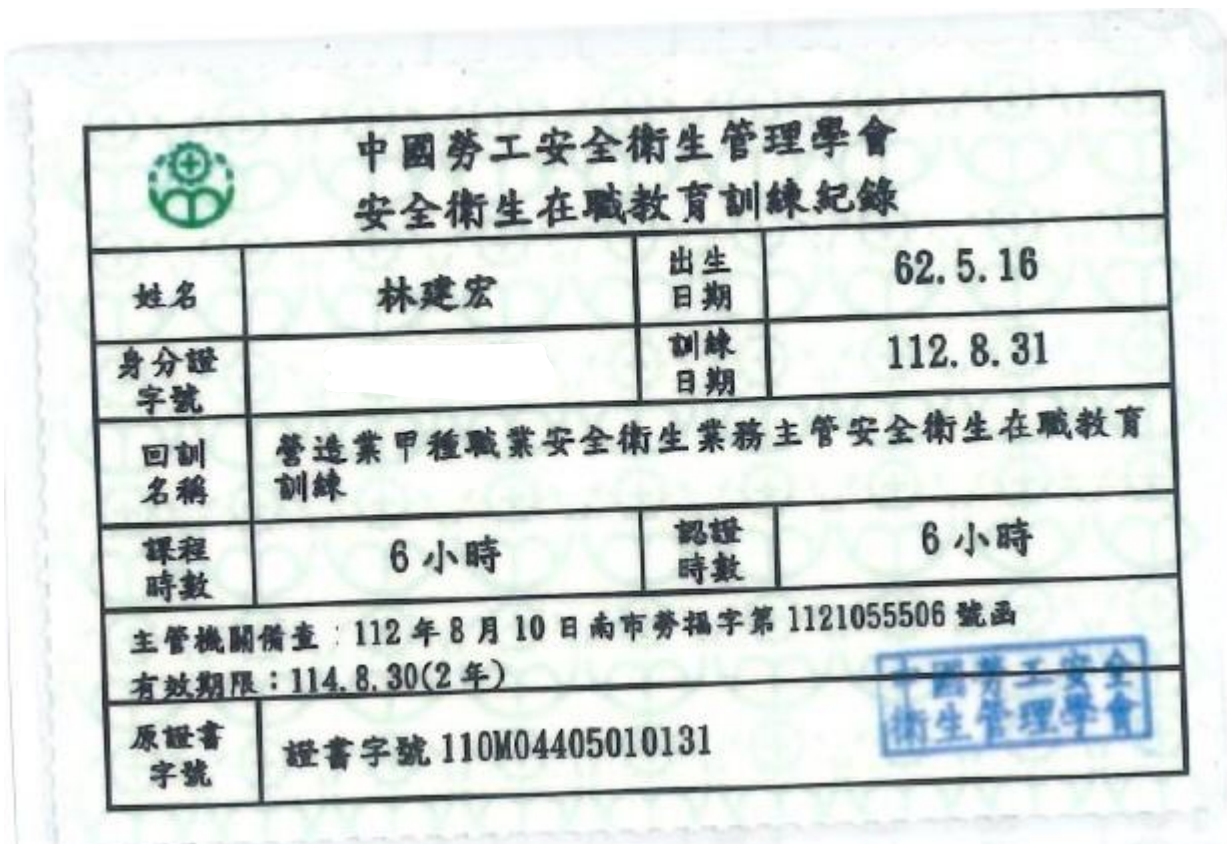 中國勞工安全衛生管理學會
安全衛生在職教育訓練紀錄
姓名
林建宏
出生
日期
62.5.16
身分證
字號
訓練
日期
112.8.31
回訓
名稱
營造業甲種職業安全衛生業務主管安全衛生在職教育
訓練
課程
時數
6小時
認證
時數
6小時
主管機關備查:112年8月10日南市勞福字第1121055506號函
有效期限:114.8.30(2年)
中國勞工安全
衛生管理學會
原證書
字號
證書字號110M04405010131